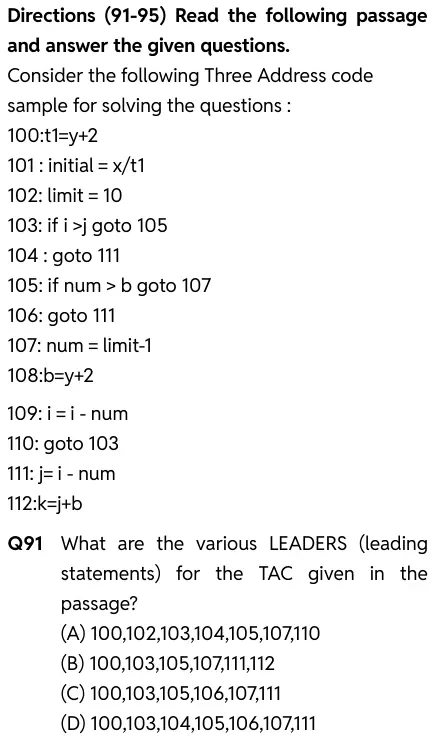 Directions (91-95) Read the following passage
and answer the given questions.
Consider the following Three Address code
sample for solving the questions :
100:t1=y+2
101 : initial = x/t1
102: limit = 10
103: if i >j goto 105
104 : goto 111
105: if num > b goto 107
106: goto 111
107: num = limit-1
108:b=y+2
109: i = i - num
110: goto 103
111: j= i - num
112:k=j+b
Q91 What are the various LEADERS (leading
statements) for the TAC given in the
passage?
(A) 100,102,103,104,105,107,110
(B) 100,103,105,107,111,112
(C) 100,103,105,106,107,111
(D) 100,103,104,105,106,107,111